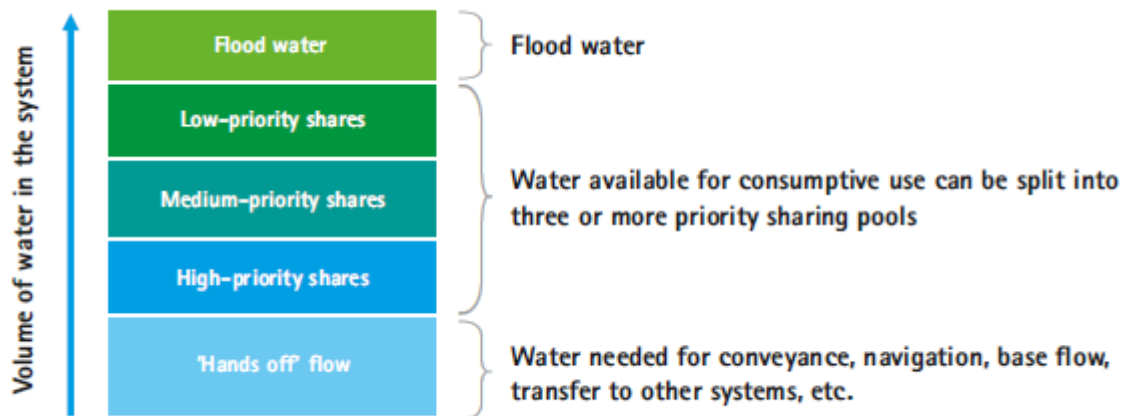 Volume of water in the system
Flood water
Flood water
Low-priority shares
Medium-priority shares
High-priority shares
Water available for consumptive use can be split into
three or more priority sharing pools
'Hands off' flow
Water needed for conveyance, navigation, base flow,
transfer to other systems, etc.